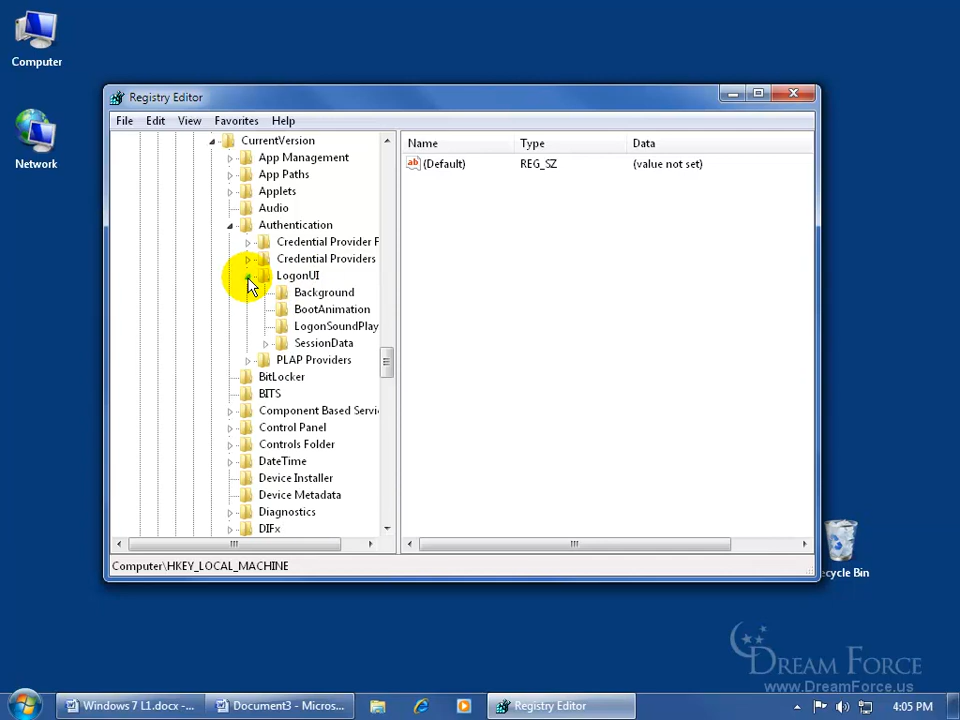 Computer
Network
Registry Editor
File Edit View Favorites Help
CurrentVersion
App Management
App Paths
Applets
Audio
Authentication
Credential Provider F
Credential Providers
LogonUI
Background
BootAnimation
LogonSoundPlay
SessionData
PLAP Providers
BitLocker
BITS
Component Based Servi
Control Panel
Controls Folder
DateTime
Device Installer
Device Metadata
Diagnostics
DIFx
Name Type Data
ab (Default) REG_SZ (value not set)
Computer\HKEY_LOCAL_MACHINE
ecycle Bin
DREAM FORCE
www.DreamForce.us
Windows 7 L1.docx -...
Document3 - Micros...
Registry Editor
4:05 PM